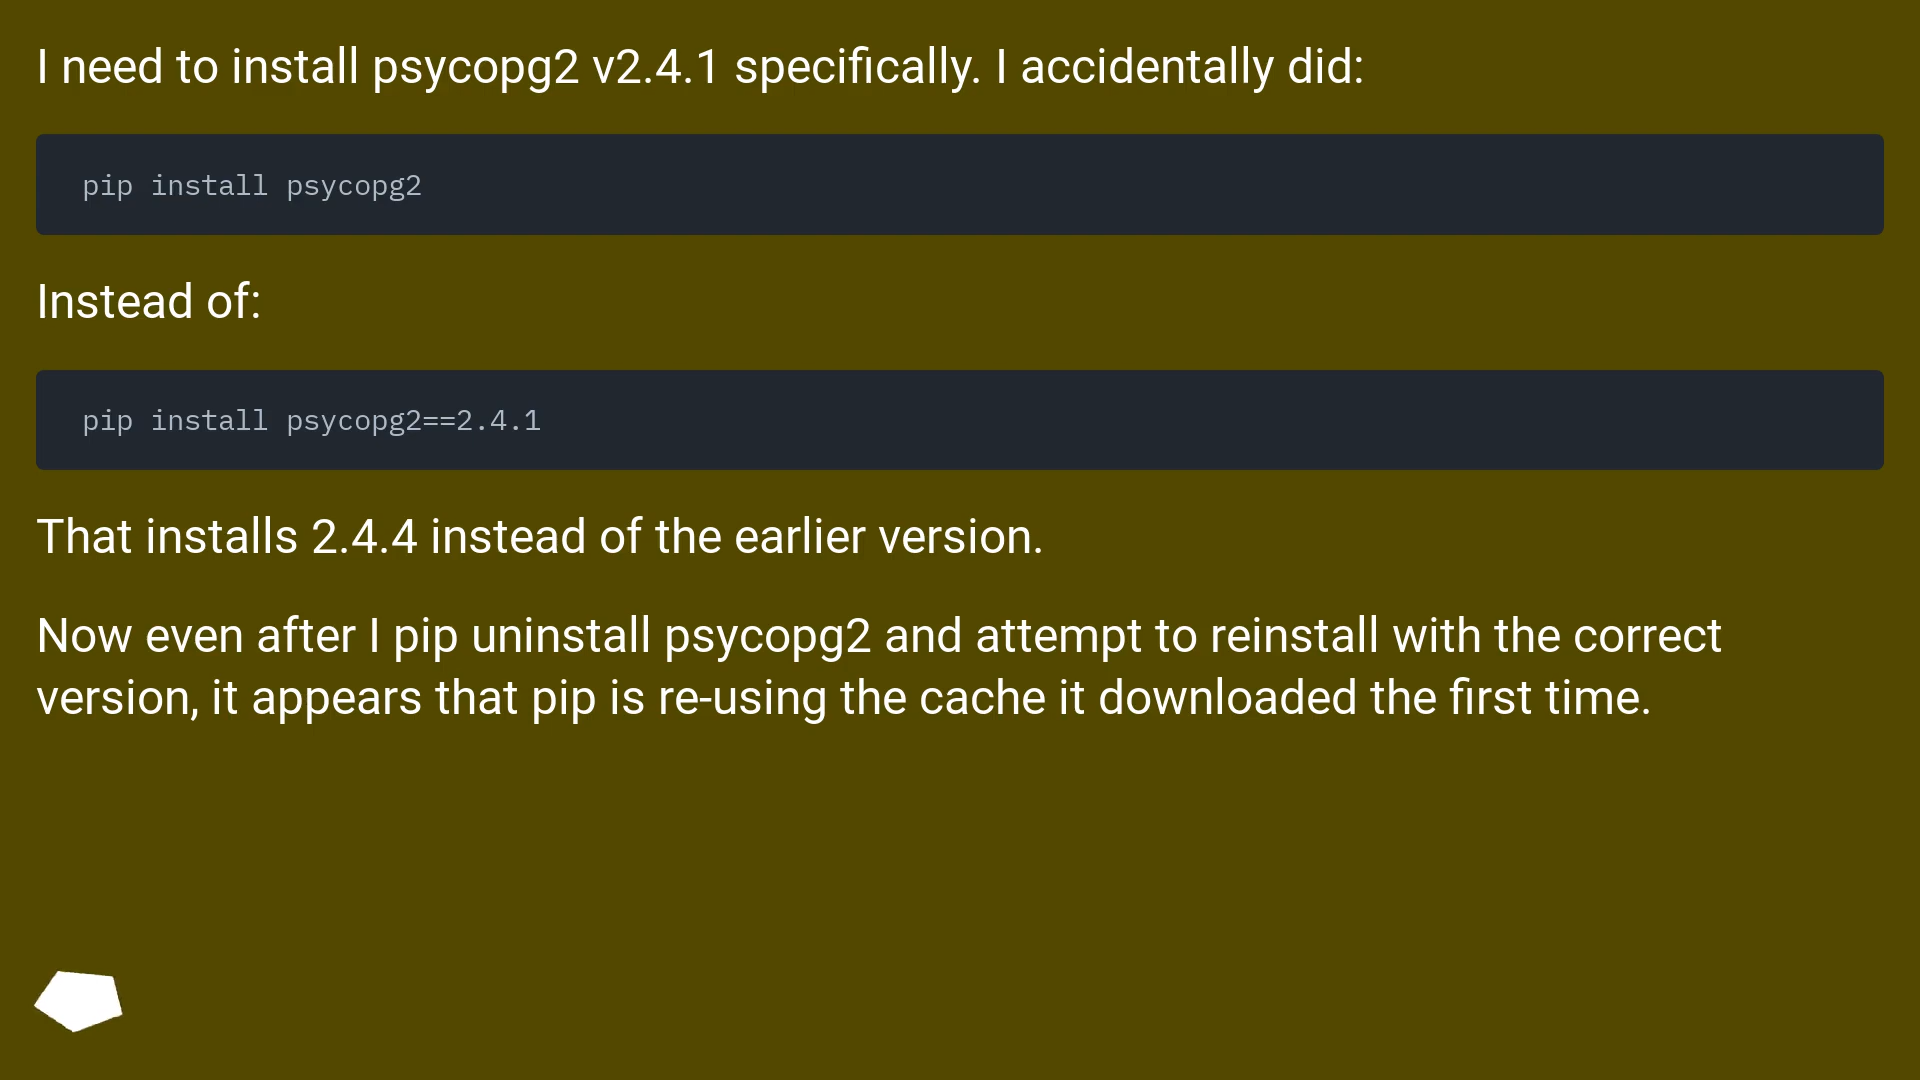 I need to install psycopg2 v2.4.1 specifically. I accidentally did:
pip install psycopg2
Instead of:
pip install psycopg2==2.4.1
That installs 2.4.4 instead of the earlier version.
Now even after I pip uninstall psycopg2 and attempt to reinstall with the correct
version, it appears that pip is re-using the cache it downloaded the first time.